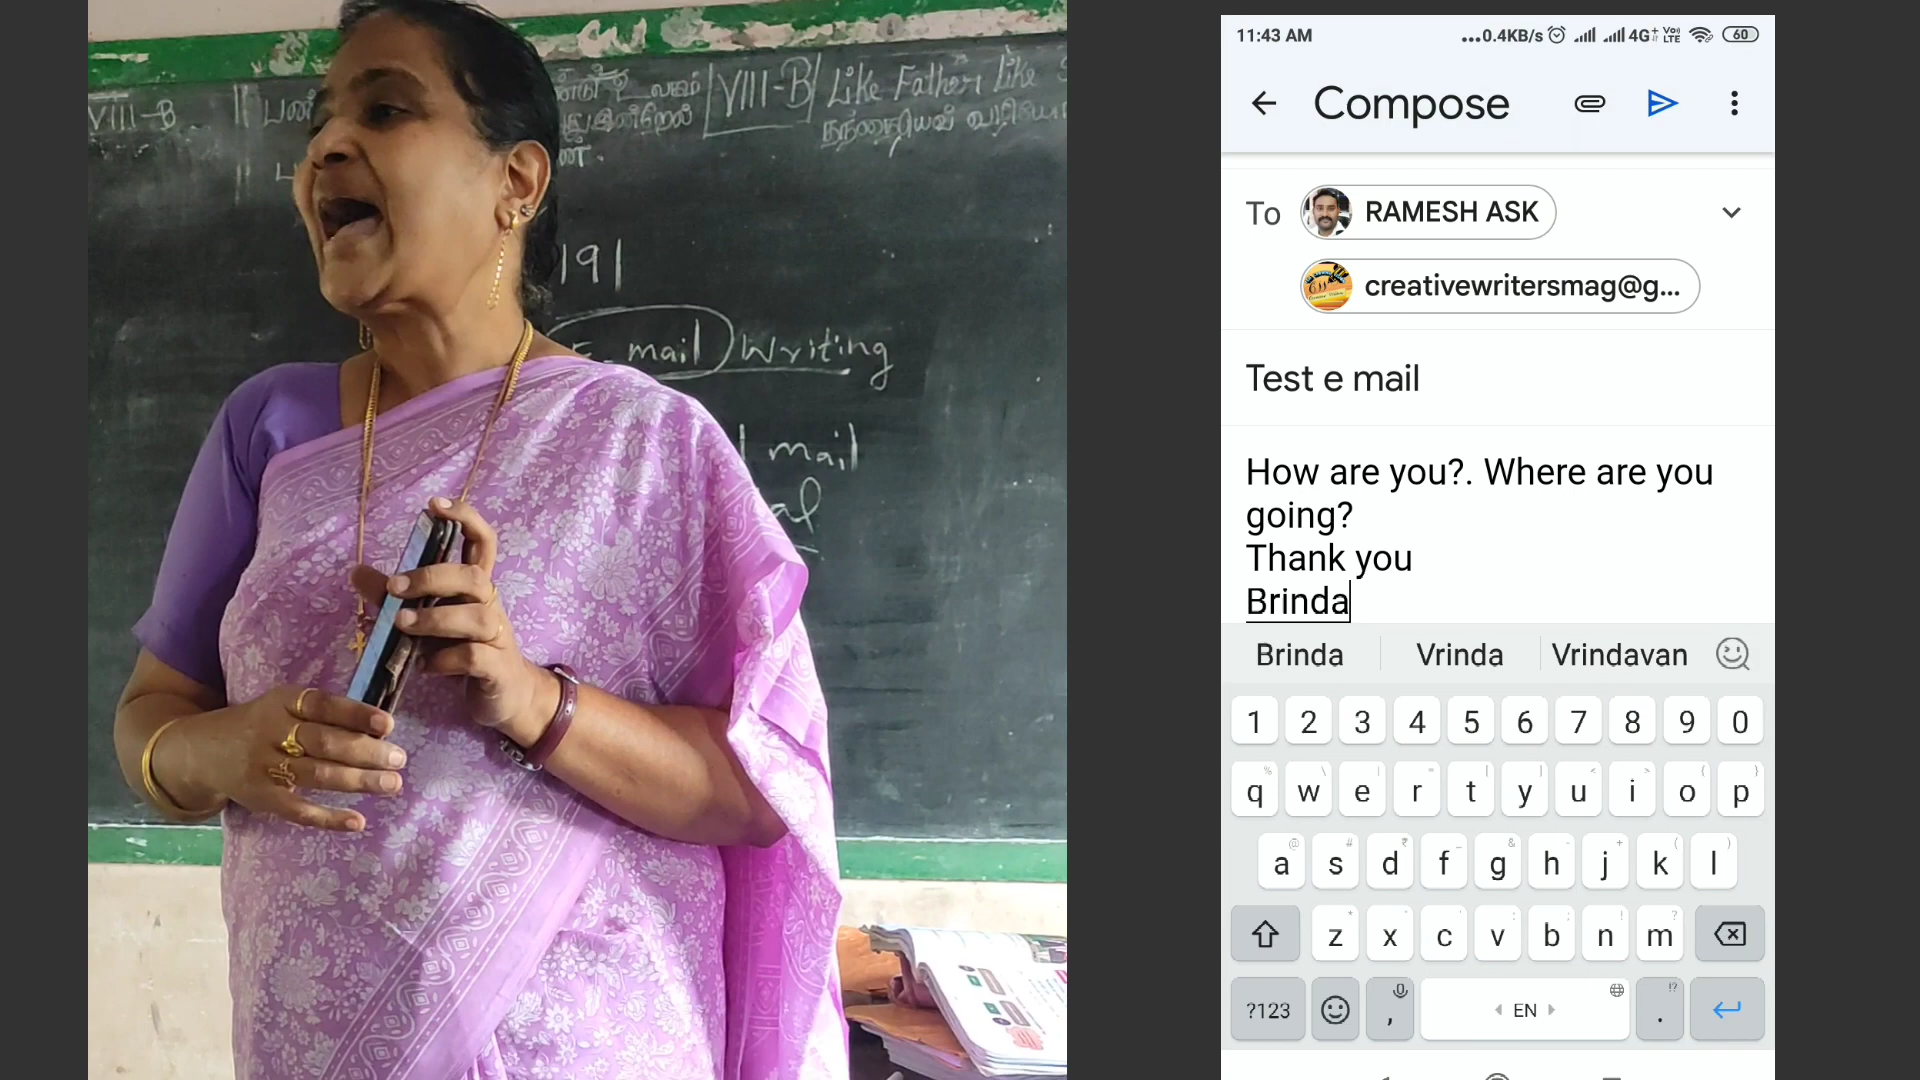 VIII-B
VIII-B Like Father Like
191
E-mail Writing
mail
11:43 AM
...0.4KB/s 4G+ Vo) LTE 60
Compose
To RAMESH ASK
creativewritersmag@g...
Test e mail
How are you?. Where are you
going?
Thank you
Brinda
Brinda Vrinda Vrindavan
1 2 3 4 5 6 7 8 9 0
q w e r t y u i o p
a s d f g h j k l
z x c v b n m
?123 , EN .